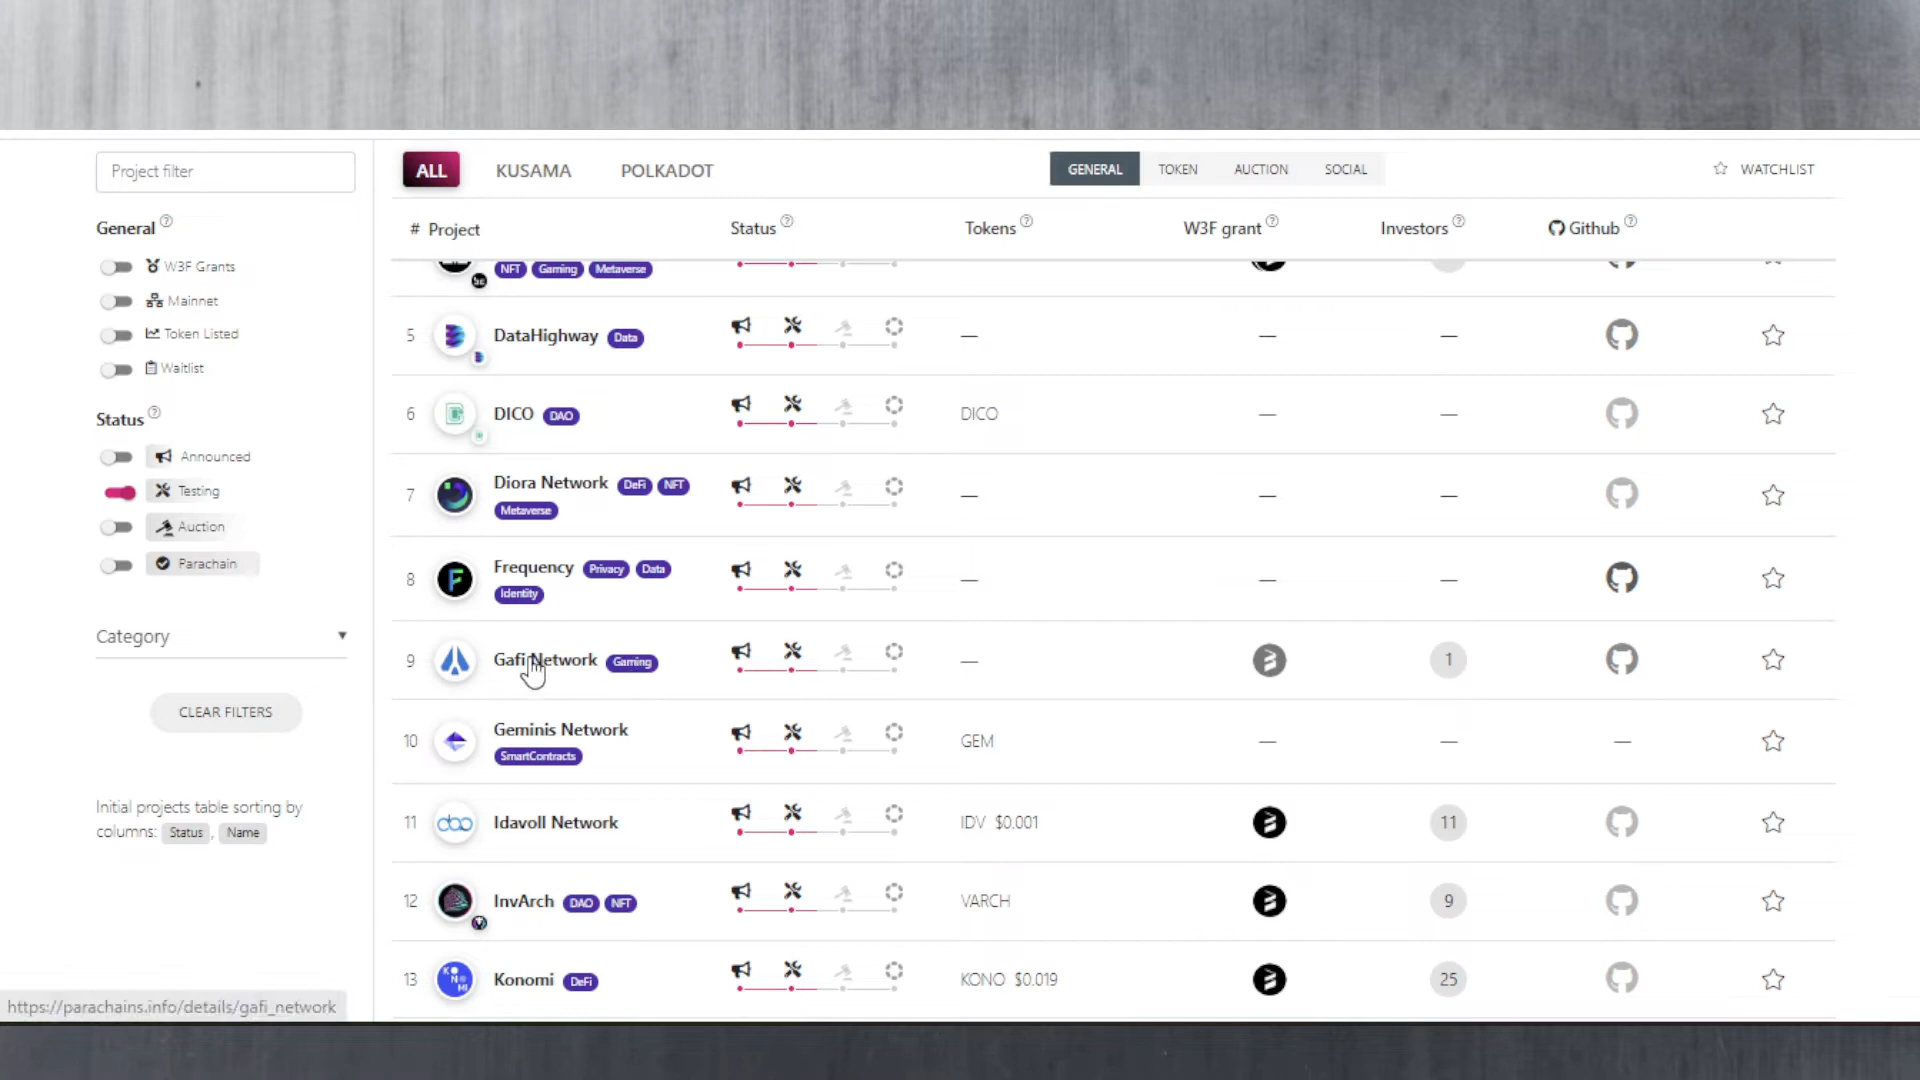 Project filter
ALL KUSAMA POLKADOT GENERAL TOKEN AUCTION SOCIAL WATCHLIST
General ?
W3F Grants
Mainnet
Token Listed
Waitlist
Status ?
Announced
Testing
Auction
Parachain
Category
CLEAR FILTERS
Initial projects table sorting by
columns: Status , Name
# Project Status ? Tokens ? W3F grant ? Investors ? Github ?
NFT Gaming Metaverse
5 DataHighway Data — — —
6 DICO DAO DICO — —
7 Diora Network DeFi NFT — — —
Metaverse
8 Frequency Privacy Data — — —
Identity
9 Gafi Network Gaming — 1
10 Geminis Network GEM — — —
SmartContracts
11 Idavoll Network IDV $0.001 11
12 InvArch DAO NFT VARCH 9
13 Konomi DeFi KONO $0.019 25
https://parachains.info/details/gafi_network